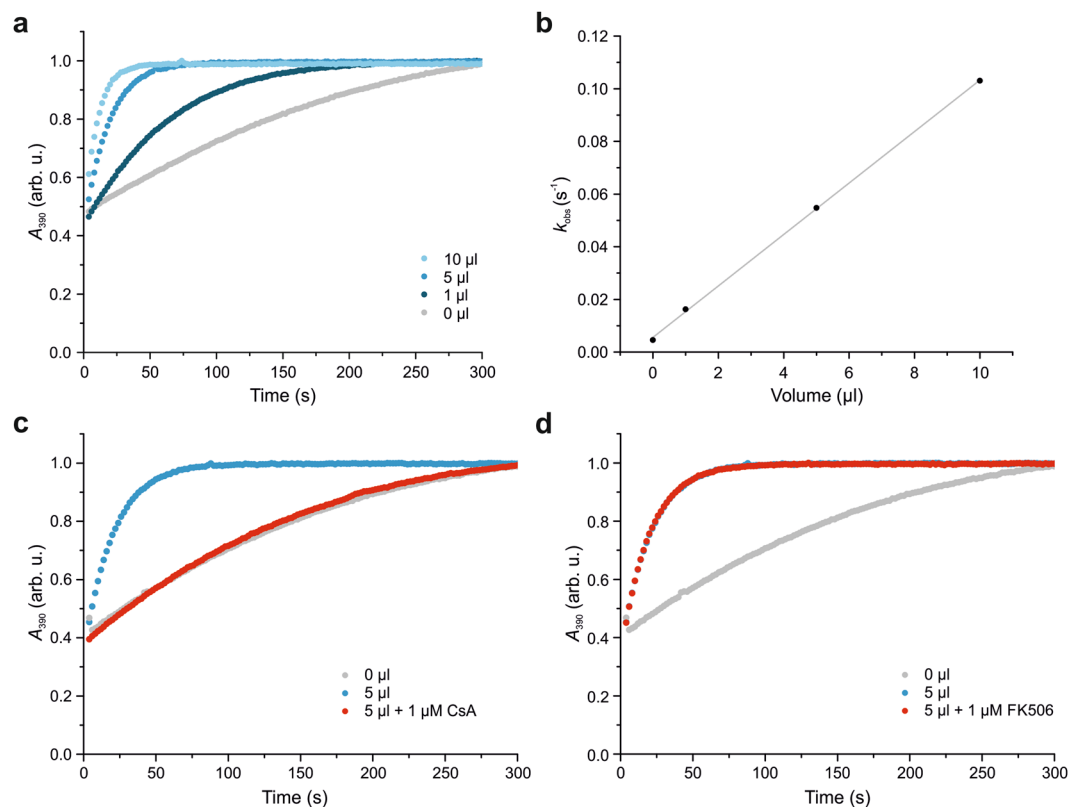 a
1.0
0.8
0.6
0.4
0.2
0.0
A390 (arb. u.)
10 µl
5 µl
1 µl
0 µl
0 50 100 150 200 250 300
Time (s)
b
0.12
0.10
0.08
0.06
0.04
0.02
0.00
kobs (s-1)
0 2 4 6 8 10
Volume (µl)
c
1.0
0.8
0.6
0.4
0.2
0.0
A390 (arb. u.)
0 µl
5 µl
5 µl + 1 µM CsA
0 50 100 150 200 250 300
Time (s)
d
1.0
0.8
0.6
0.4
0.2
0.0
A390 (arb. u.)
0 µl
5 µl
5 µl + 1 µM FK506
0 50 100 150 200 250 300
Time (s)